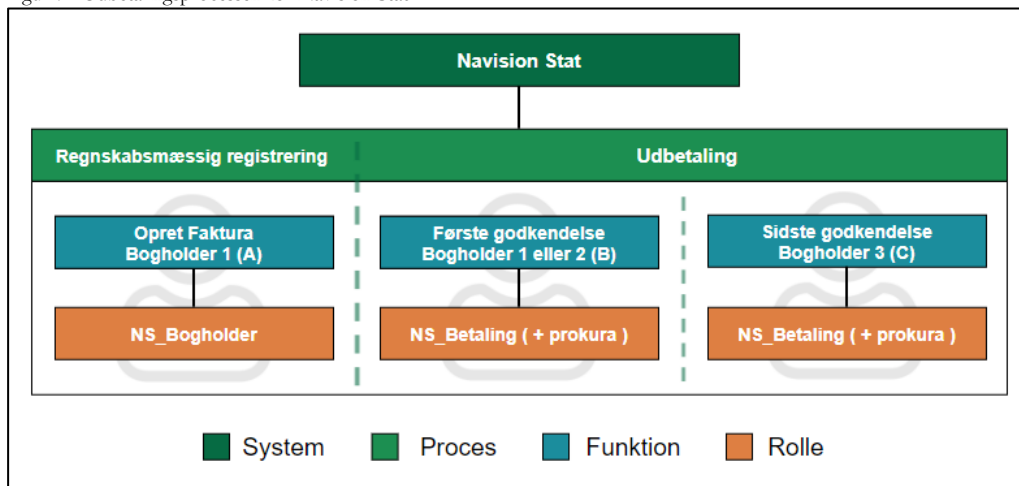 Navision Stat
Regnskabsmæssig registrering
Udbetaling
Opret Faktura
Bogholder 1 (A)
Første godkendelse
Bogholder 1 eller 2 (B)
Sidste godkendelse
Bogholder 3 (C)
NS_Bogholder
NS_Betaling ( + prokura )
NS_Betaling ( + prokura )
System
Proces
Funktion
Rolle